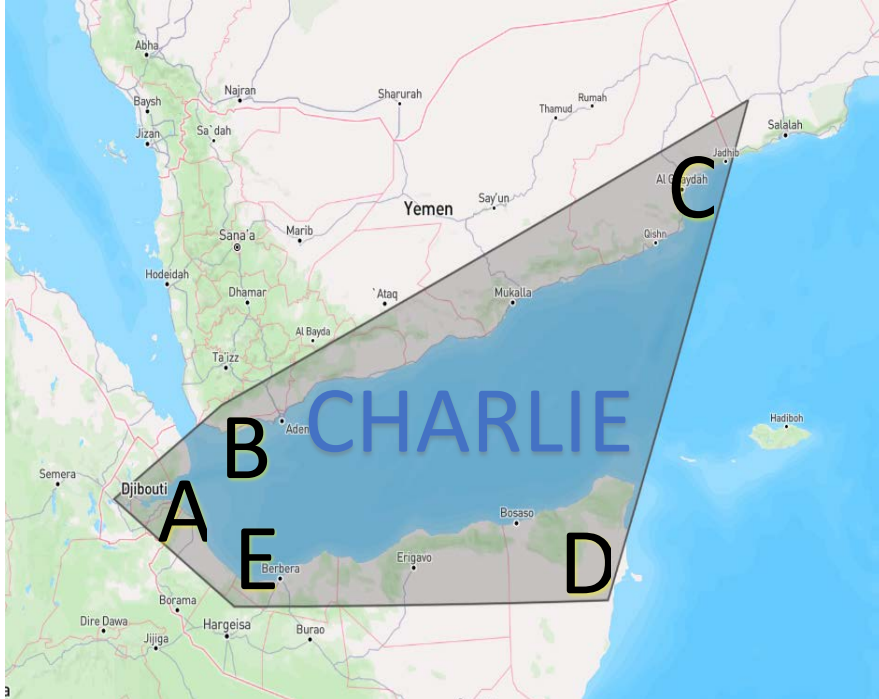 Abha
Najran
Sharurah
Baysh
Rumah
Thamud
Jizan
Sa`dah
Salalah
Jadhib
C
Say'un
Yemen
Marib
Sana'a
Qishn
Hodeidah
Dhamar
`Ataq
Mukalla
Al Bayda
Ta'izz
CHARLIE
Hadiboh
Aden
B
Semera
Djibouti
A
Bosaso
E
Erigavo
D
Berbera
Borama
Dire Dawa
Hargeisa
Burao
Jijiga